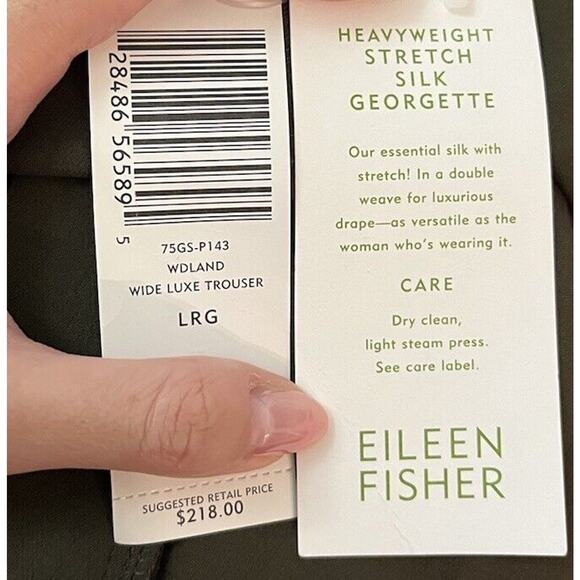 28486 56589 5
75GS-P143
WDLAND
WIDE LUXE TROUSER
LRG
SUGGESTED RETAIL PRICE
$218.00
HEAVYWEIGHT
STRETCH
SILK
GEORGETTE
Our essential silk with
stretch! In a double
weave for luxurious
drape—as versatile as the
woman who's wearing it.
CARE
Dry clean,
light steam press.
See care label.
EILEEN
FISHER